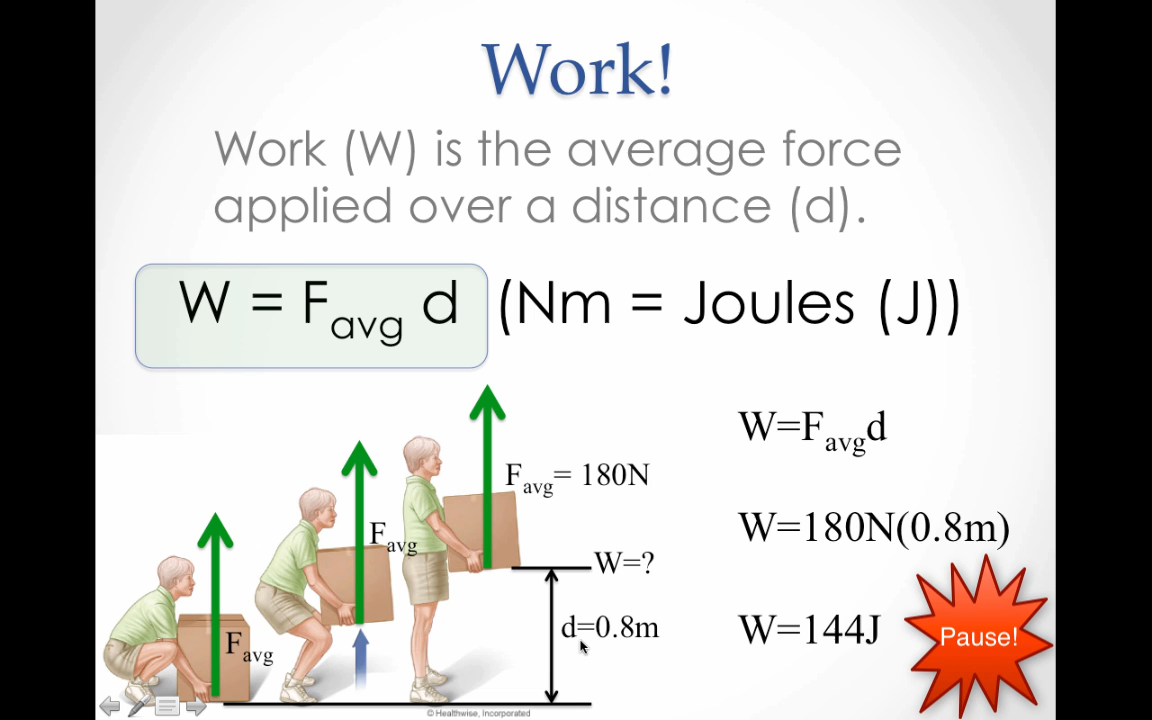 Work!
Work (W) is the average force
applied over a distance (d).
W = Favg d (Nm = Joules (J))
W=Favgd
Favg= 180N
W=180N(0.8m)
Favg
W=?
d=0.8m
W=144J
Pause!
Favg
© Healthwise, Incorporated